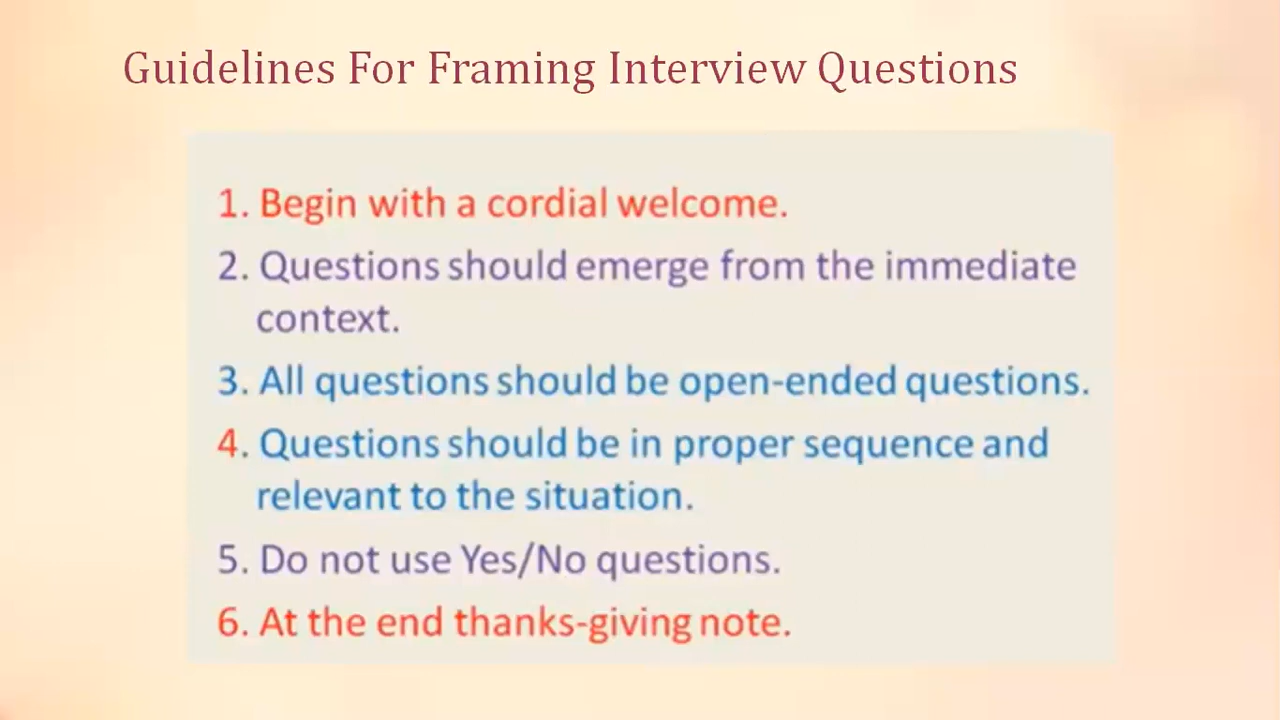 Guidelines For Framing Interview Questions
1. Begin with a cordial welcome.
2. Questions should emerge from the immediate
context.
3. All questions should be open-ended questions.
4. Questions should be in proper sequence and
relevant to the situation.
5. Do not use Yes/No questions.
6. At the end thanks-giving note.